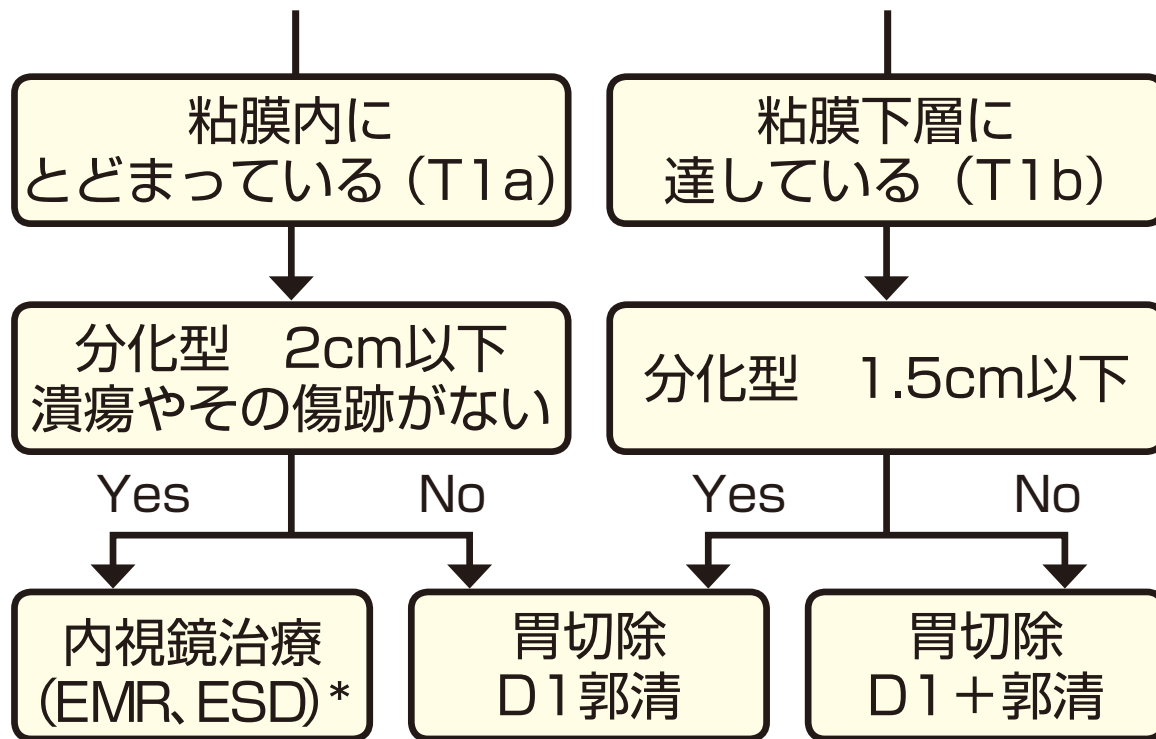 粘膜内に
とどまっている（T1a）
粘膜下層に
達している（T1b）
分化型　2cm以下
潰瘍やその傷跡がない
分化型　1.5cm以下
Yes
No
Yes
No
内視鏡治療
（EMR、ESD）*
胃切除
D1郭清
胃切除
D1＋郭清